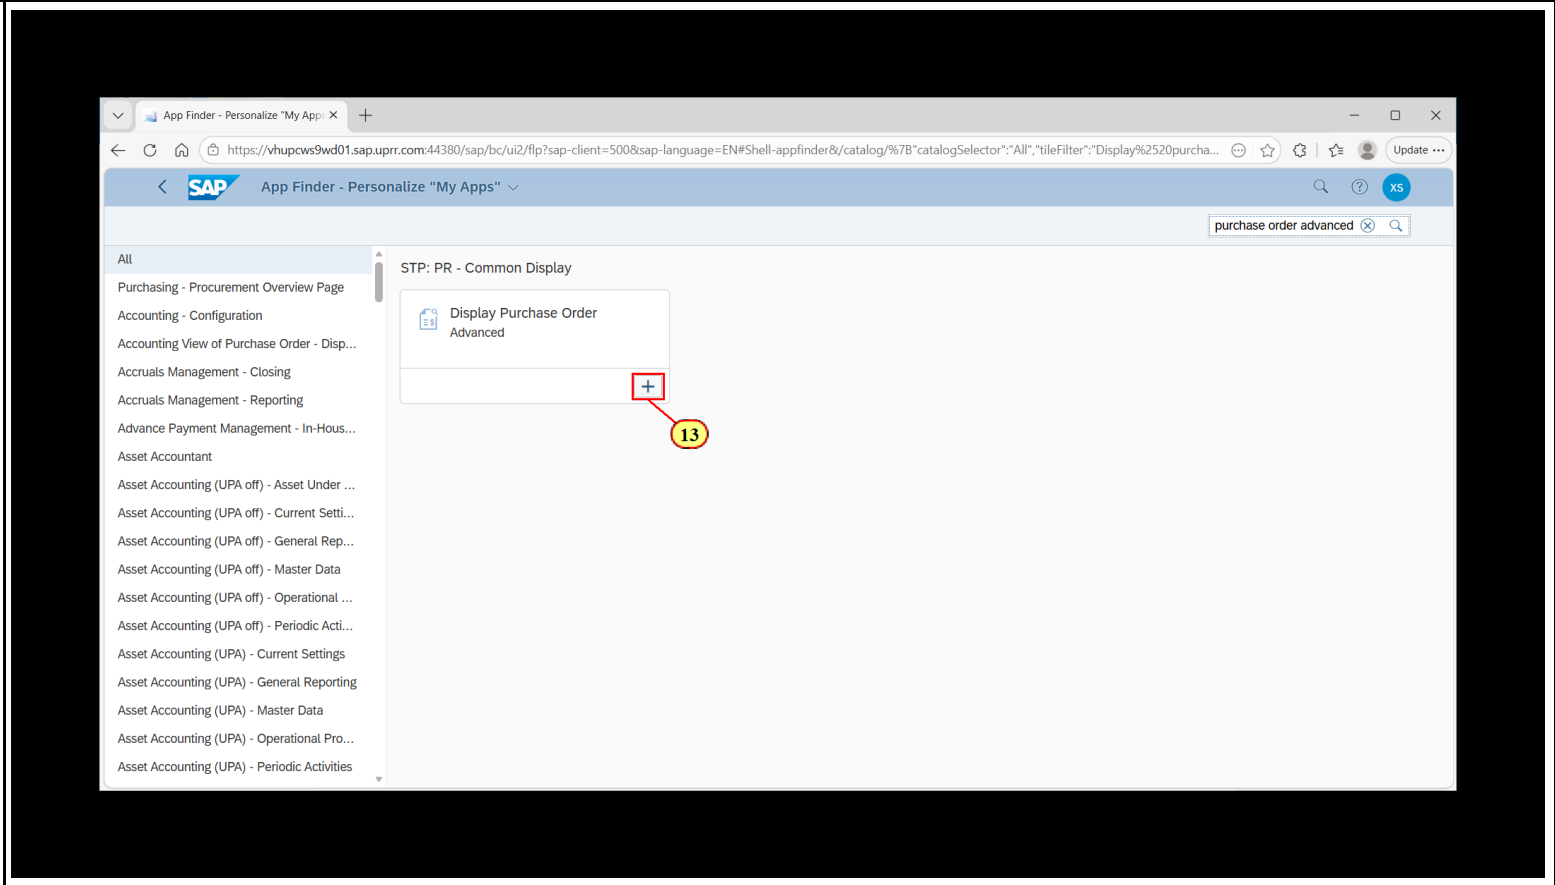 App Finder - Personalize "My Apps
https://vhupcws9wd01.sap.uprr.com:44380/sap/bc/ui2/flp?sap-client=500&sap-language=EN#Shell-appfinder&/catalog/%7B"catalogSelector":"All","tileFilter":"Display%2520purcha...
Update
SAP
App Finder - Personalize "My Apps"
XS
purchase order advanced
All
Purchasing - Procurement Overview Page
Accounting - Configuration
Accounting View of Purchase Order - Disp...
Accruals Management - Closing
Accruals Management - Reporting
Advance Payment Management - In-Hous...
Asset Accountant
Asset Accounting (UPA off) - Asset Under ...
Asset Accounting (UPA off) - Current Setti...
Asset Accounting (UPA off) - General Rep...
Asset Accounting (UPA off) - Master Data
Asset Accounting (UPA off) - Operational ...
Asset Accounting (UPA off) - Periodic Acti...
Asset Accounting (UPA) - Current Settings
Asset Accounting (UPA) - General Reporting
Asset Accounting (UPA) - Master Data
Asset Accounting (UPA) - Operational Pro...
Asset Accounting (UPA) - Periodic Activities
STP: PR - Common Display
Display Purchase Order
Advanced
13